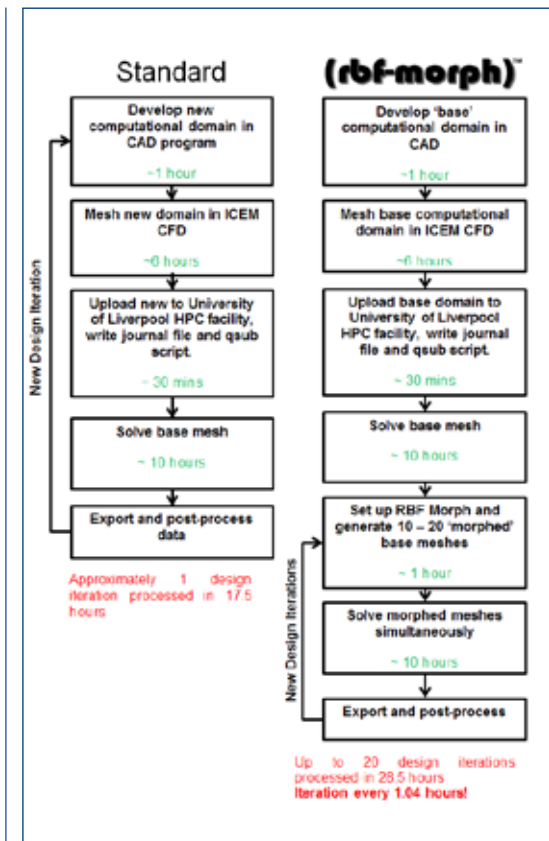 Standard
Develop new
computational domain in
CAD program
~1 hour
Mesh new domain in ICEM
CFD
~6 hours
Upload new to University
of Liverpool HPC facility,
write journal file and qsub
script.
~ 30 mins
Solve base mesh
~ 10 hours
Export and post-process
data
New Design Iteration
Approximately 1 design
iteration processed in 17.5
hours
(rbf-morph)™
Develop 'base'
computational domain in
CAD
~1 hour
Mesh base computational
domain in ICEM CFD
~6 hours
Upload base domain to
University of Liverpool
HPC facility, write journal
file and qsub script.
~ 30 mins
Solve base mesh
~ 10 hours
Set up RBF Morph and
generate 10 – 20 'morphed'
base meshes
~ 1 hour
Solve morphed meshes
simultaneously
~ 10 hours
Export and post-process
New Design Iterations
Up to 20 design iterations
processed in 28.5 hours
Iteration every 1.04 hours!